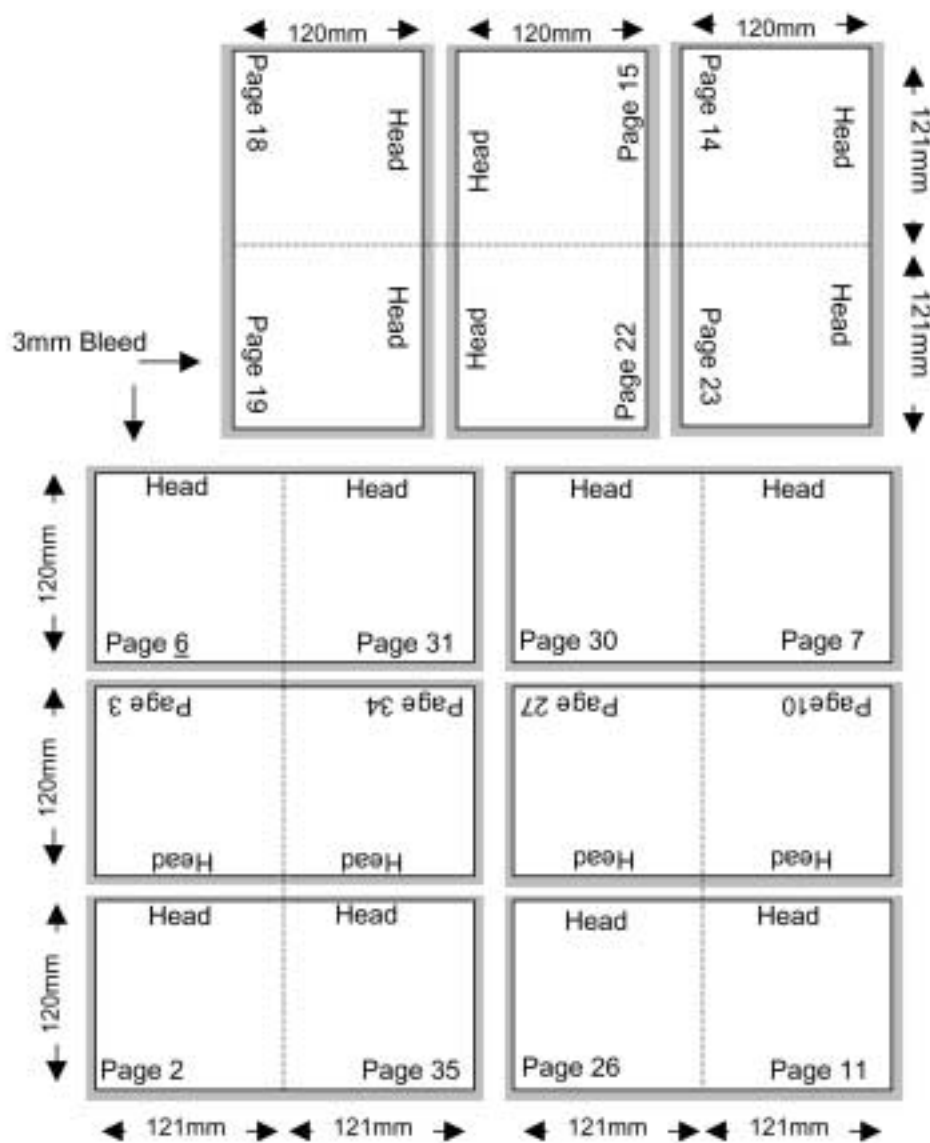 120mm
120mm
120mm
Page 18
Head
Head
Page 15
Page 14
Head
121mm
Page 19
Head
Head
Page 22
Page 23
Head
121mm
3mm Bleed
120mm
Head
Head
Head
Head
Page 6
Page 31
Page 30
Page 7
120mm
Page 3
Page 34
Page 27
Page10
Head
Head
Head
Head
120mm
Head
Head
Head
Head
Page 2
Page 35
Page 26
Page 11
121mm
121mm
121mm
121mm